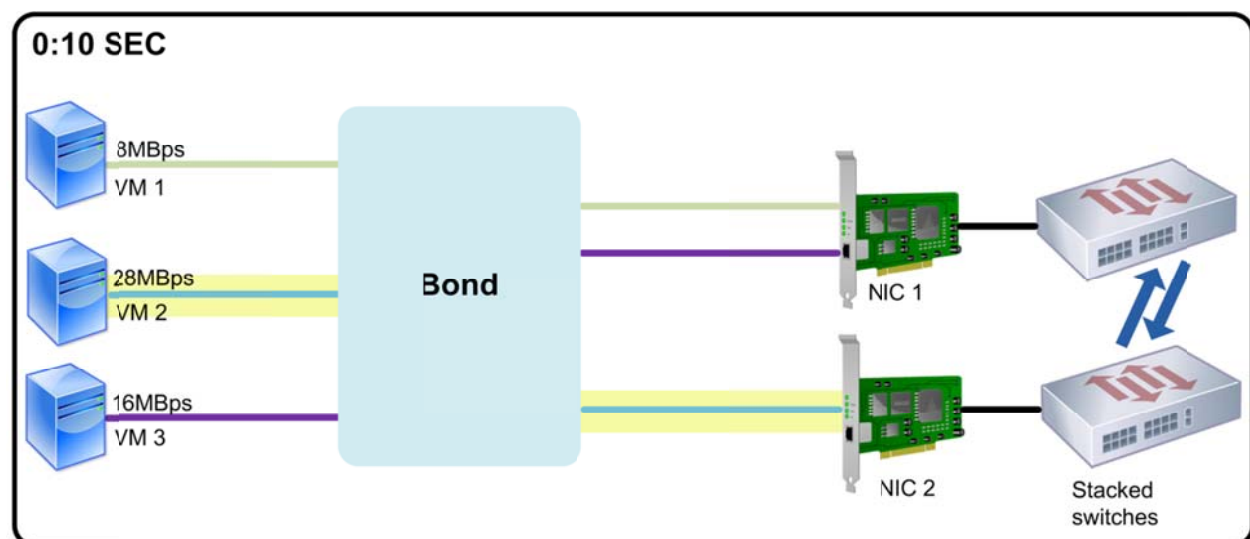 0:10 SEC
8MBps
VM 1
28MBps
VM 2
16MBps
VM 3
Bond
NIC 1
NIC 2
Stacked
switches